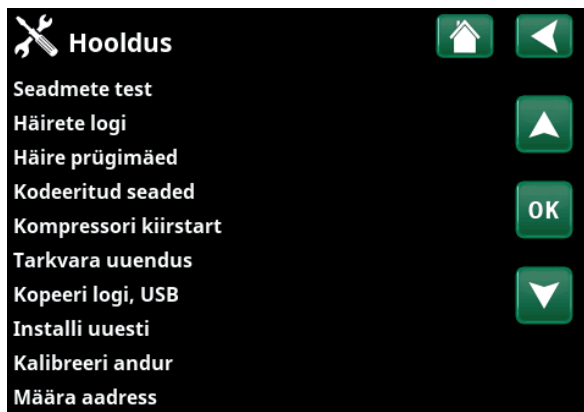 Hooldus
Seadmete test
Häirete logi
Häire prügimäed
Kodeeritud seaded
Kompressori kiirstart
OK
Tarkvara uuendus
Kopeeri logi, USB
Installi uuesti
Kalibreeri andur
Määra aadress